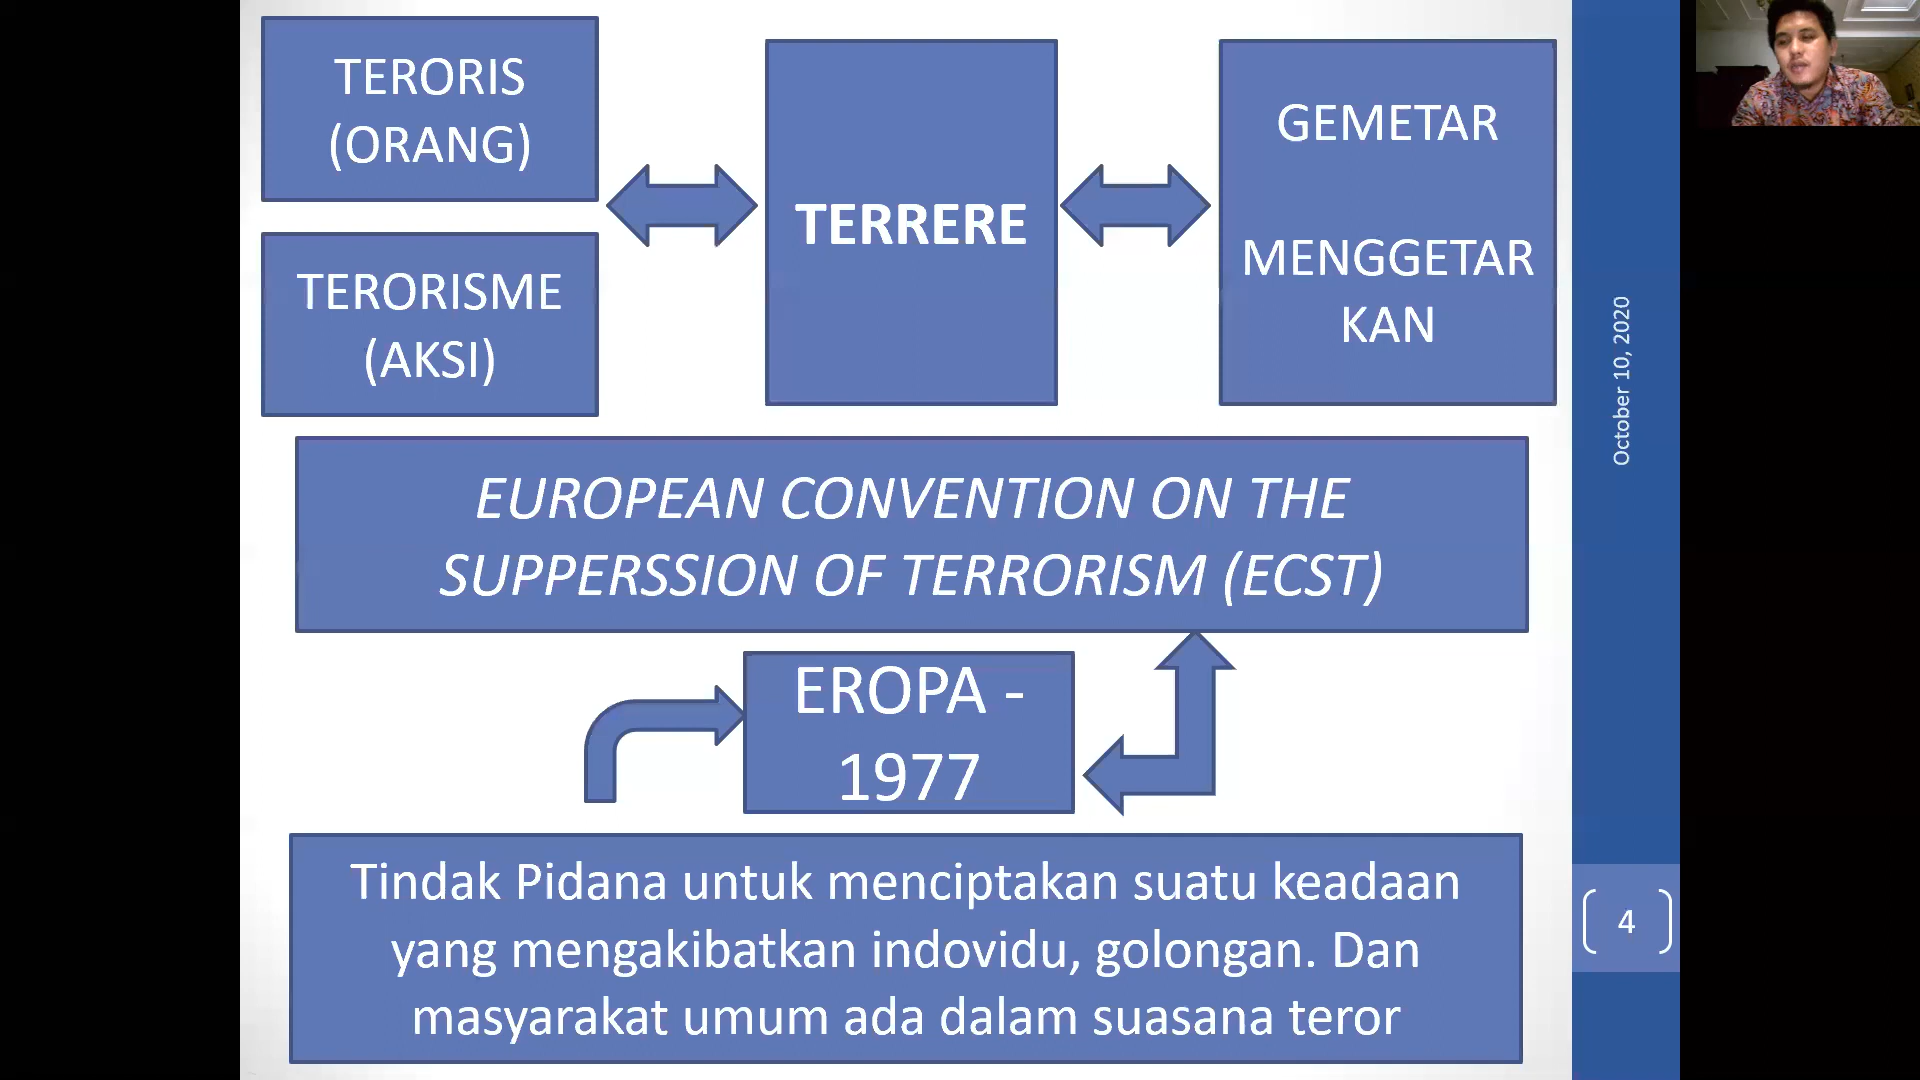 TERORIS
(ORANG)
TERORISME
(AKSI)
TERRERE
GEMETAR
MENGGETAR
KAN
EUROPEAN CONVENTION ON THE
SUPPERSSION OF TERRORISM (ECST)
EROPA -
1977
Tindak Pidana untuk menciptakan suatu keadaan
yang mengakibatkan indovidu, golongan. Dan
masyarakat umum ada dalam suasana teror
October 10, 2020
4